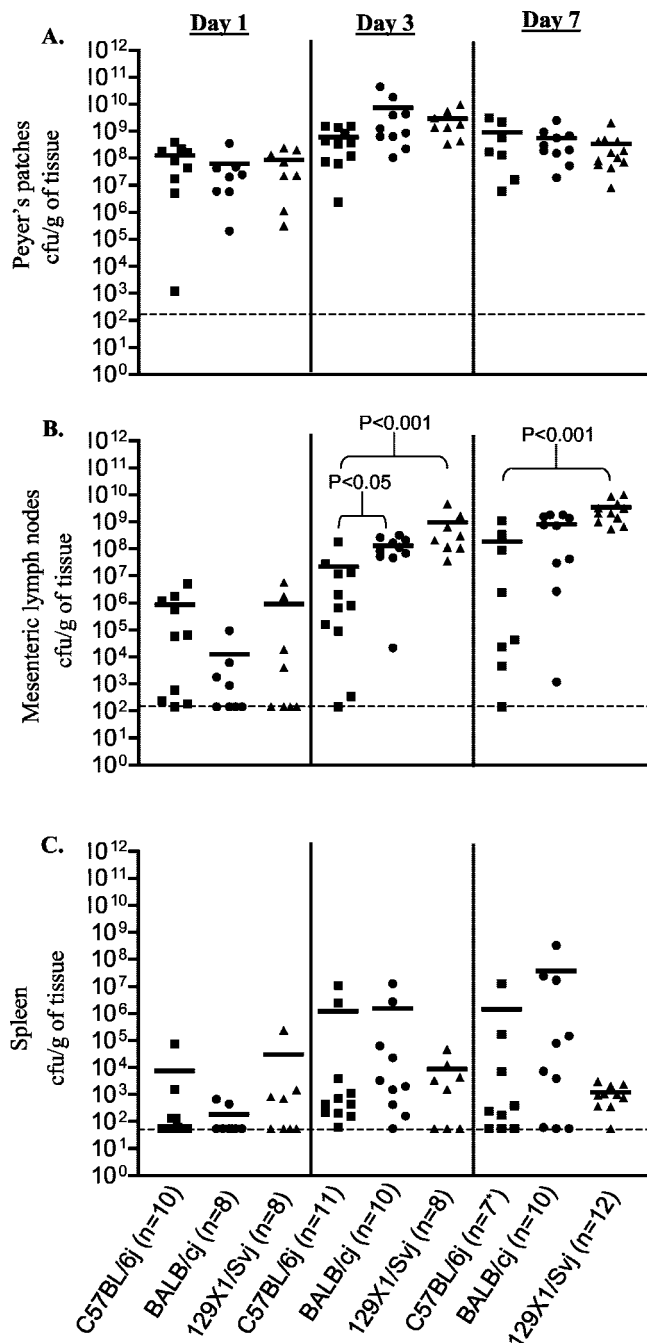 Day 1 Day 3 Day 7
A.
Peyer's patches
cfu/g of tissue
10¹²
10¹¹
10¹⁰
10⁹
10⁸
10⁷
10⁶
10⁵
10⁴
10³
10²
10¹
10⁰
B.
P<0.001 P<0.001
P<0.05
Mesenteric lymph nodes
cfu/g of tissue
10¹²
10¹¹
10¹⁰
10⁹
10⁸
10⁷
10⁶
10⁵
10⁴
10³
10²
10¹
10⁰
C.
Spleen
cfu/g of tissue
10¹²
10¹¹
10¹⁰
10⁹
10⁸
10⁷
10⁶
10⁵
10⁴
10³
10²
10¹
10⁰
C57BL/6j (n=10)
BALB/cj (n=8)
129X1/Svj (n=8)
C57BL/6j (n=11)
BALB/cj (n=10)
129X1/Svj (n=8)
C57BL/6j (n=7*)
BALB/cj (n=10)
129X1/Svj (n=12)